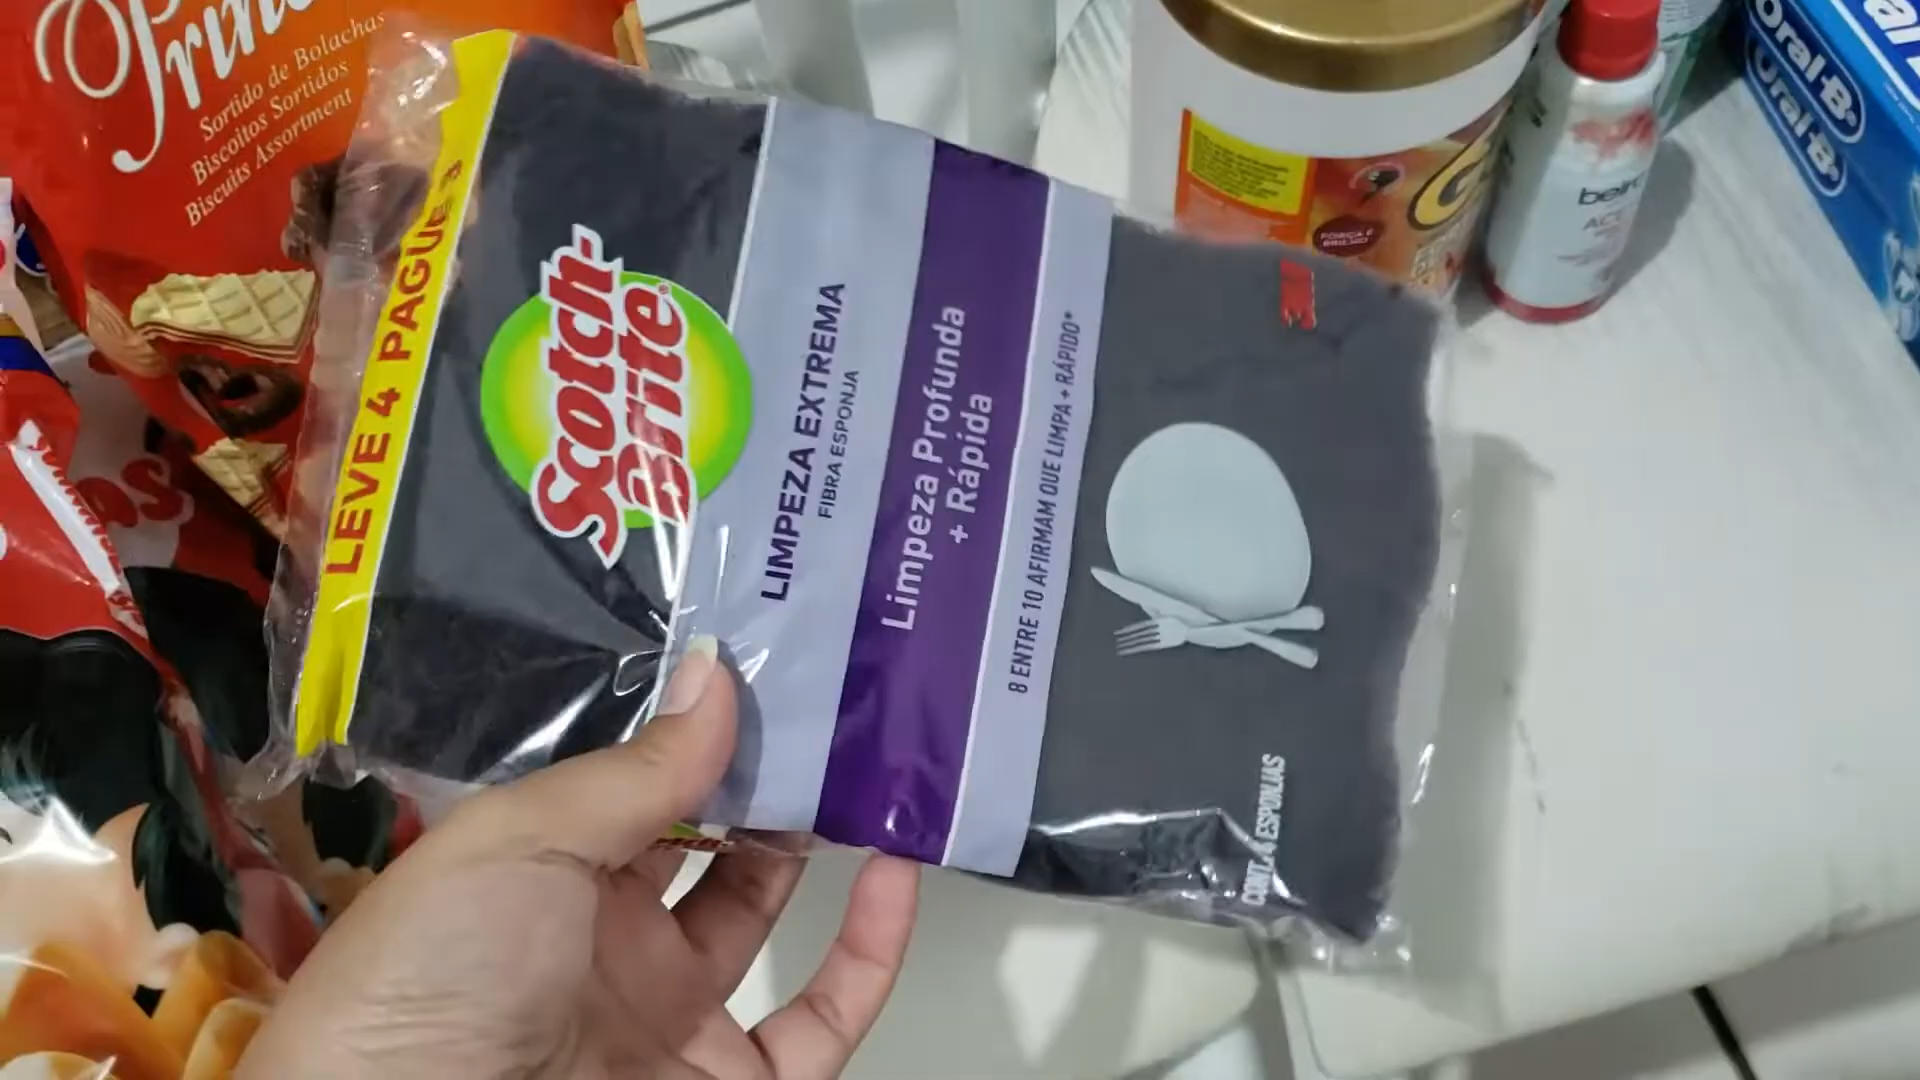 Sortido de Bolachas
Biscoitos Sortidos
Biscuits Assortment
LEVE 4 PAGUE 3
Scotch-
Brite
LIMPEZA EXTREMA
FIBRA ESPONJA
Limpeza Profunda
+ Rápida
8 ENTRE 10 AFIRMAM QUE LIMPA + RÁPIDO*
3M
CONT. 4 ESPONJAS
FORÇA E
BRILHO
Oral-B
Oral-B